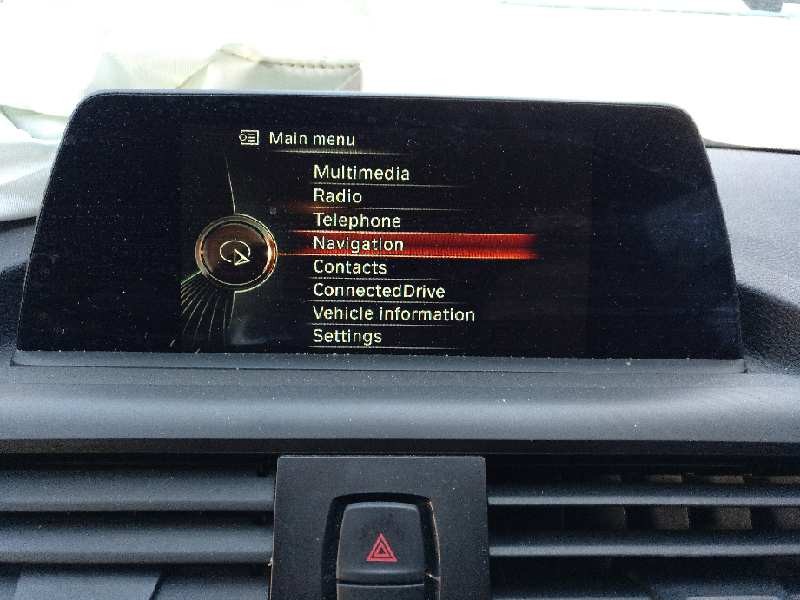 Main menu
Multimedia
Radio
Telephone
Navigation
Contacts
ConnectedDrive
Vehicle information
Settings